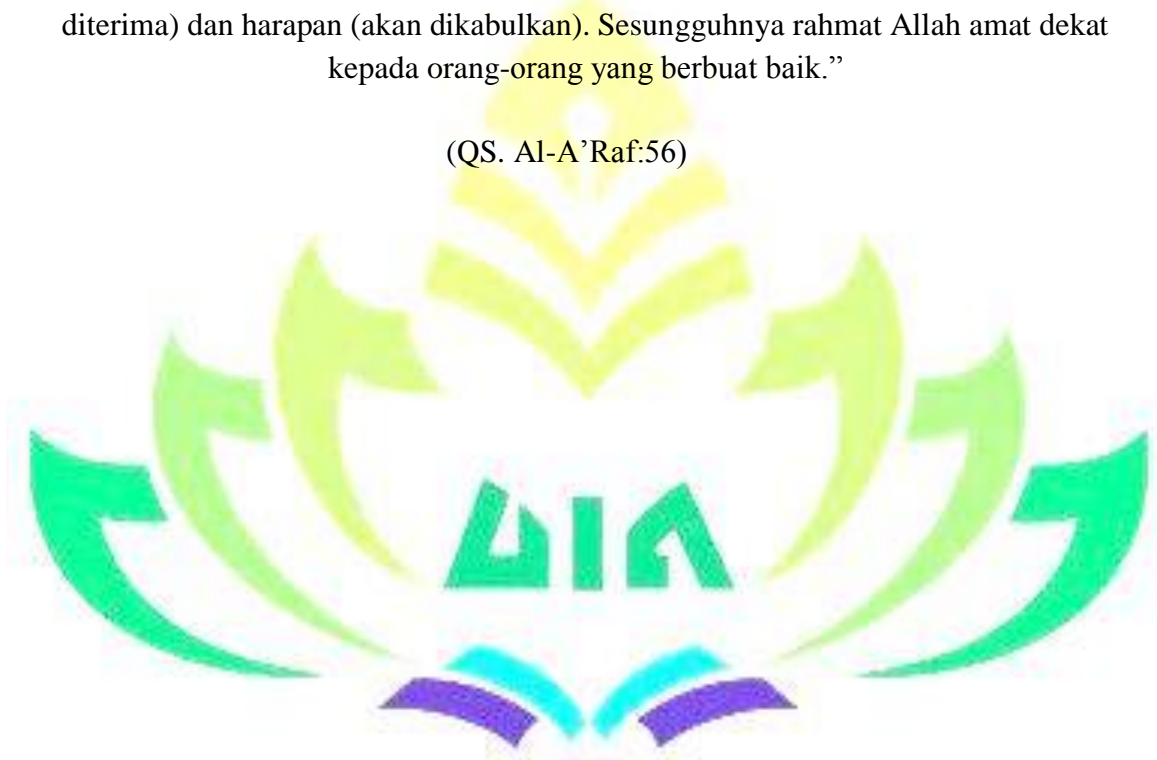 diterima) dan harapan (akan dikabulkan). Sesungguhnya rahmat Allah amat dekat
kepada orang-orang yang berbuat baik.”
(QS. Al-A’Raf:56)
UIN